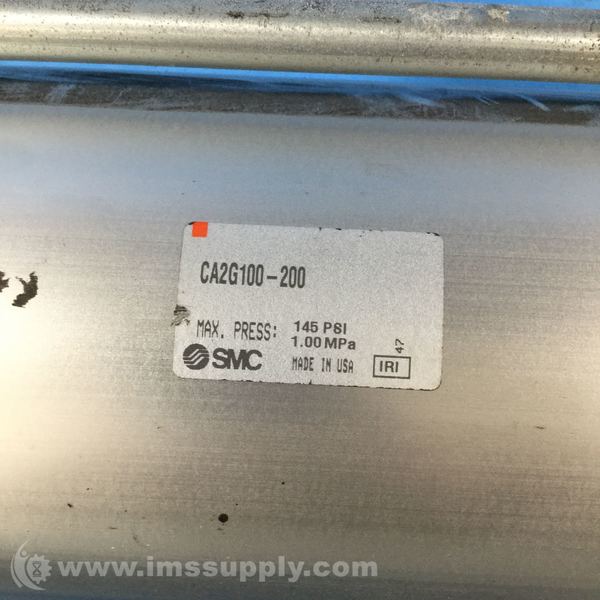 CA2G100-200
MAX. PRESS: 145 PSI
1.00 MPa
SMC MADE IN USA IRI 47
www.imssupply.com